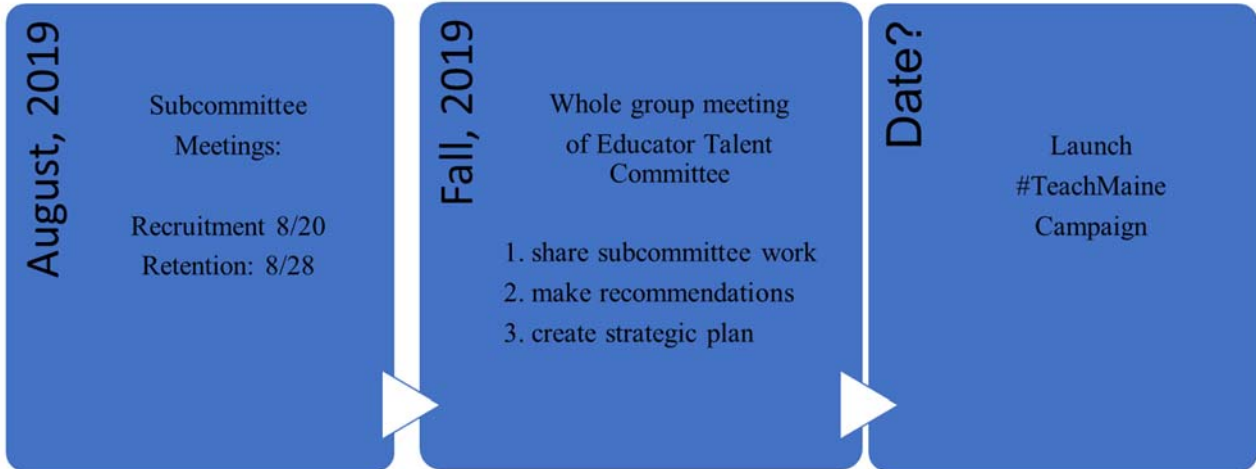 August, 2019
Subcommittee
Meetings:
Recruitment 8/20
Retention: 8/28
Fall, 2019
Whole group meeting
of Educator Talent
Committee
1. share subcommittee work
2. make recommendations
3. create strategic plan
Date?
Launch
#TeachMaine
Campaign